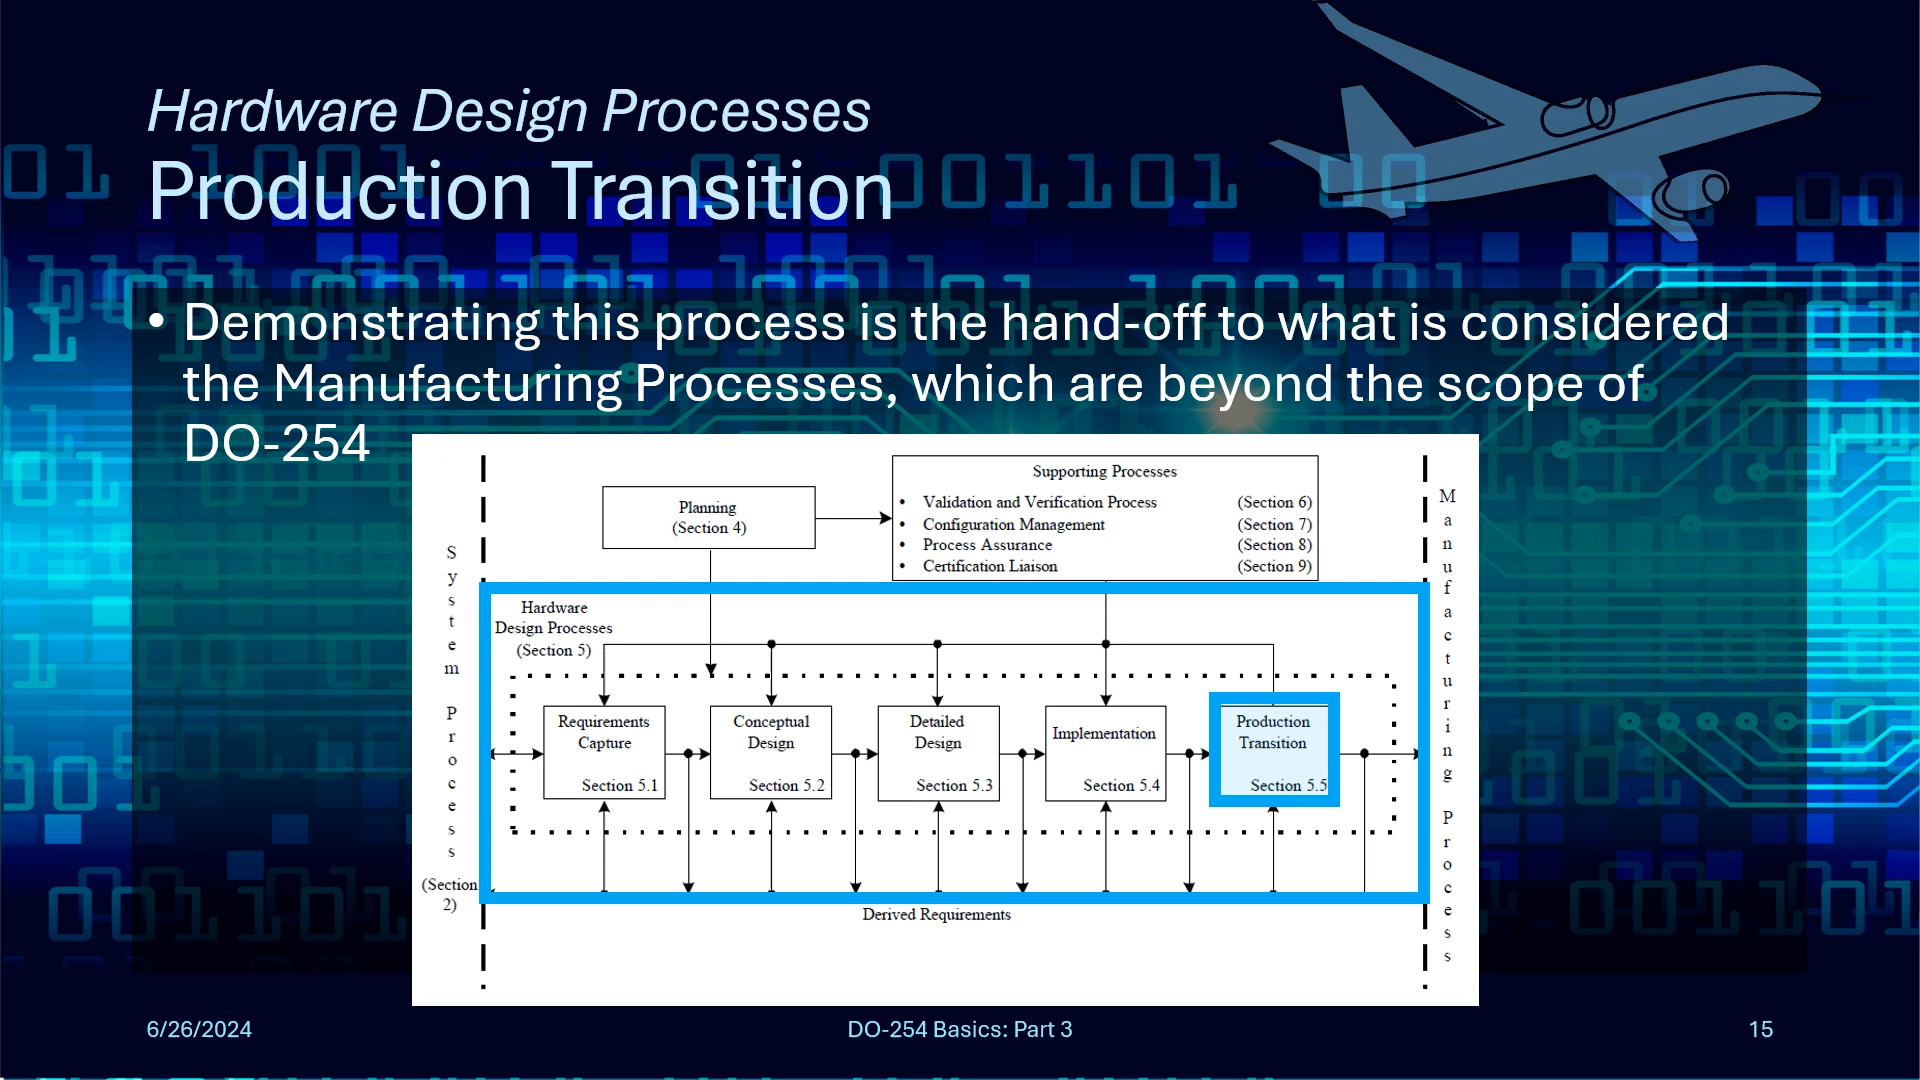 Hardware Design Processes
Production Transition
• Demonstrating this process is the hand-off to what is considered
the Manufacturing Processes, which are beyond the scope of
DO-254
Supporting Processes
• Validation and Verification Process (Section 6)
• Configuration Management (Section 7)
• Process Assurance (Section 8)
• Certification Liaison (Section 9)
Planning
(Section 4)
System Process
(Section
2)
Hardware
Design Processes
(Section 5)
Requirements
Capture
Section 5.1
Conceptual
Design
Section 5.2
Detailed
Design
Section 5.3
Implementation
Section 5.4
Production
Transition
Section 5.5
Manufacturing Process
Derived Requirements
6/26/2024
DO-254 Basics: Part 3
15